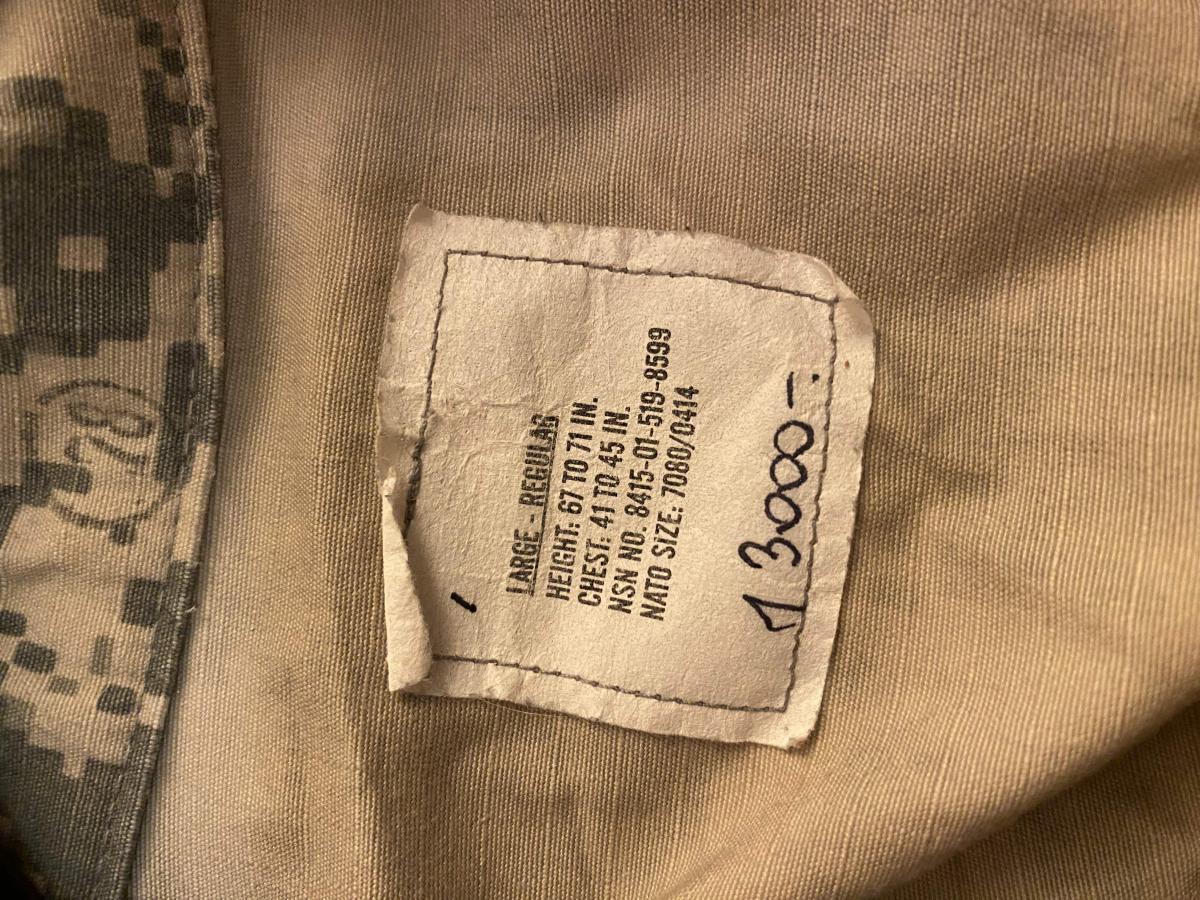 LARGE - REGULAR
HEIGHT: 67 TO 71 IN.
CHEST: 41 TO 45 IN.
NSN NO. 8415-01-519-8599
NATO SIZE: 7080/0414
13000-:
28